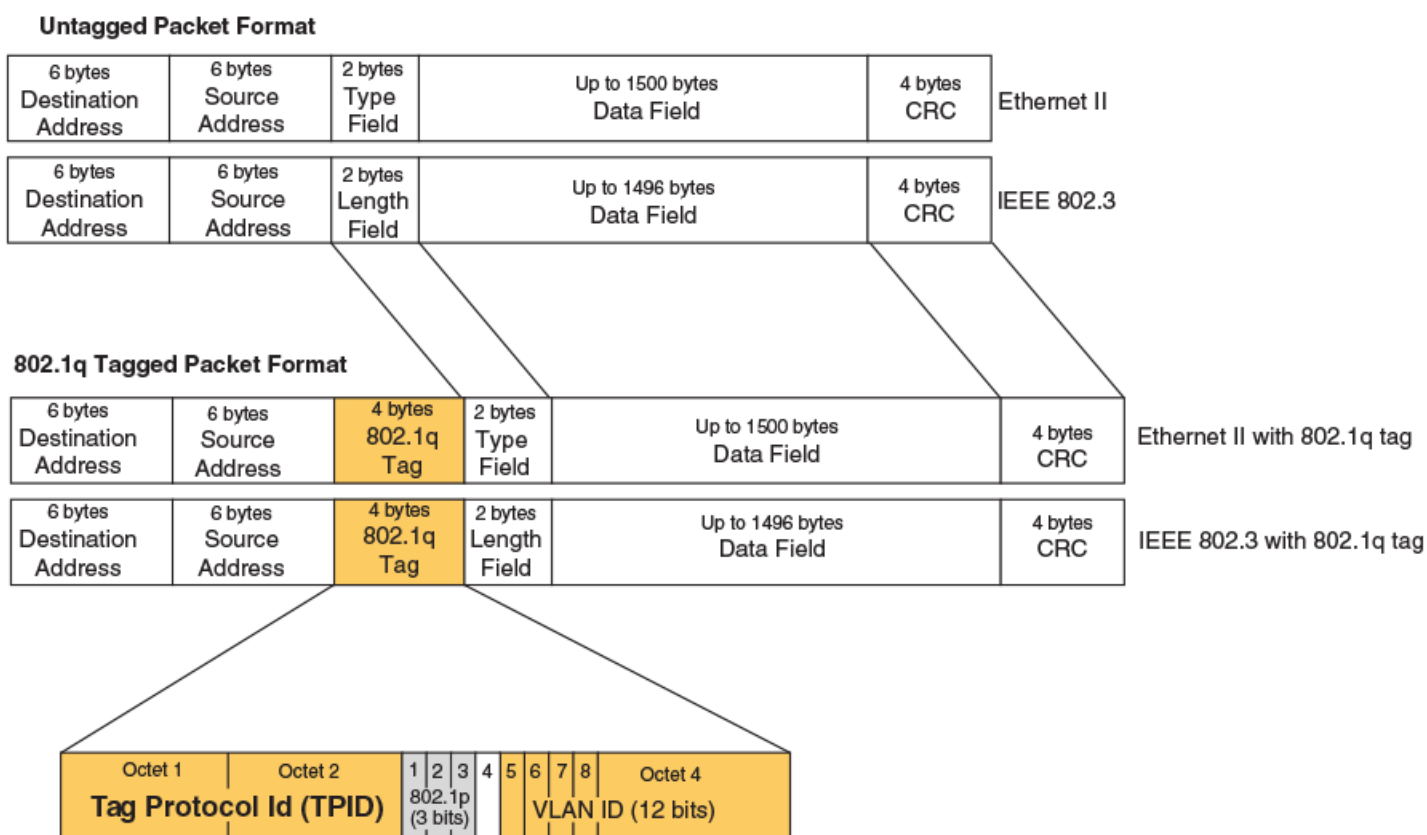 Untagged Packet Format
6 bytes
Destination
Address
6 bytes
Source
Address
2 bytes
Type
Field
Up to 1500 bytes
Data Field
4 bytes
CRC
Ethernet II
6 bytes
Destination
Address
6 bytes
Source
Address
2 bytes
Length
Field
Up to 1496 bytes
Data Field
4 bytes
CRC
IEEE 802.3
802.1q Tagged Packet Format
6 bytes
Destination
Address
6 bytes
Source
Address
4 bytes
802.1q
Tag
2 bytes
Type
Field
Up to 1500 bytes
Data Field
4 bytes
CRC
Ethernet II with 802.1q tag
6 bytes
Destination
Address
6 bytes
Source
Address
4 bytes
802.1q
Tag
2 bytes
Length
Field
Up to 1496 bytes
Data Field
4 bytes
CRC
IEEE 802.3 with 802.1q tag
Octet 1
Octet 2
1 2 3 4 5 6 7 8
Octet 4
Tag Protocol Id (TPID)
802.1p
(3 bits)
VLAN ID (12 bits)